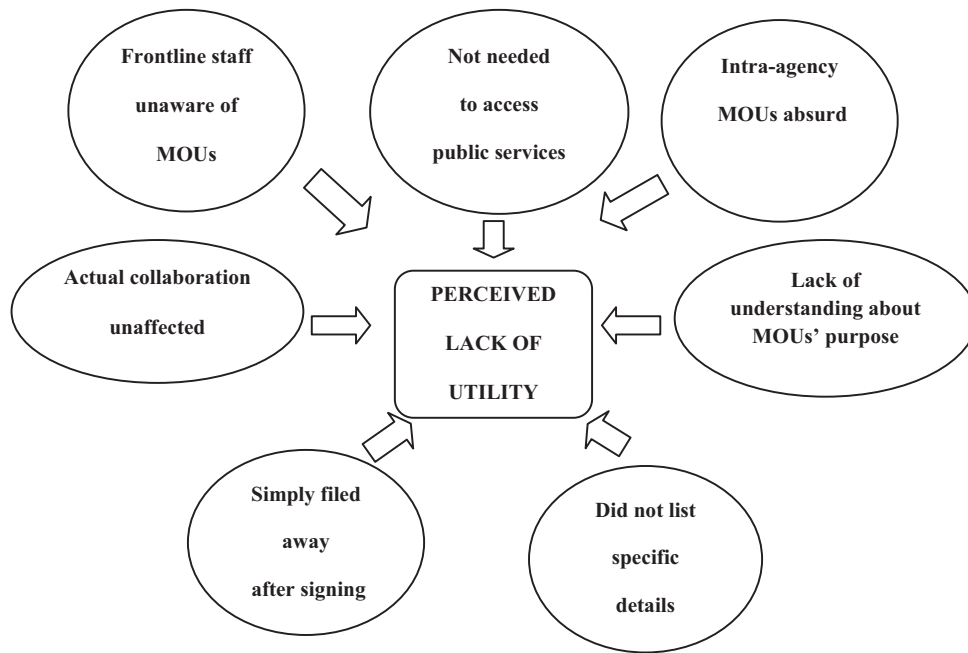 Frontline staff
unaware of
MOUs
Not needed
to access
public services
Intra-agency
MOUs absurd
Actual collaboration
unaffected
PERCEIVED
LACK OF
UTILITY
Lack of
understanding about
MOUs’ purpose
Simply filed
away
after signing
Did not list
specific
details